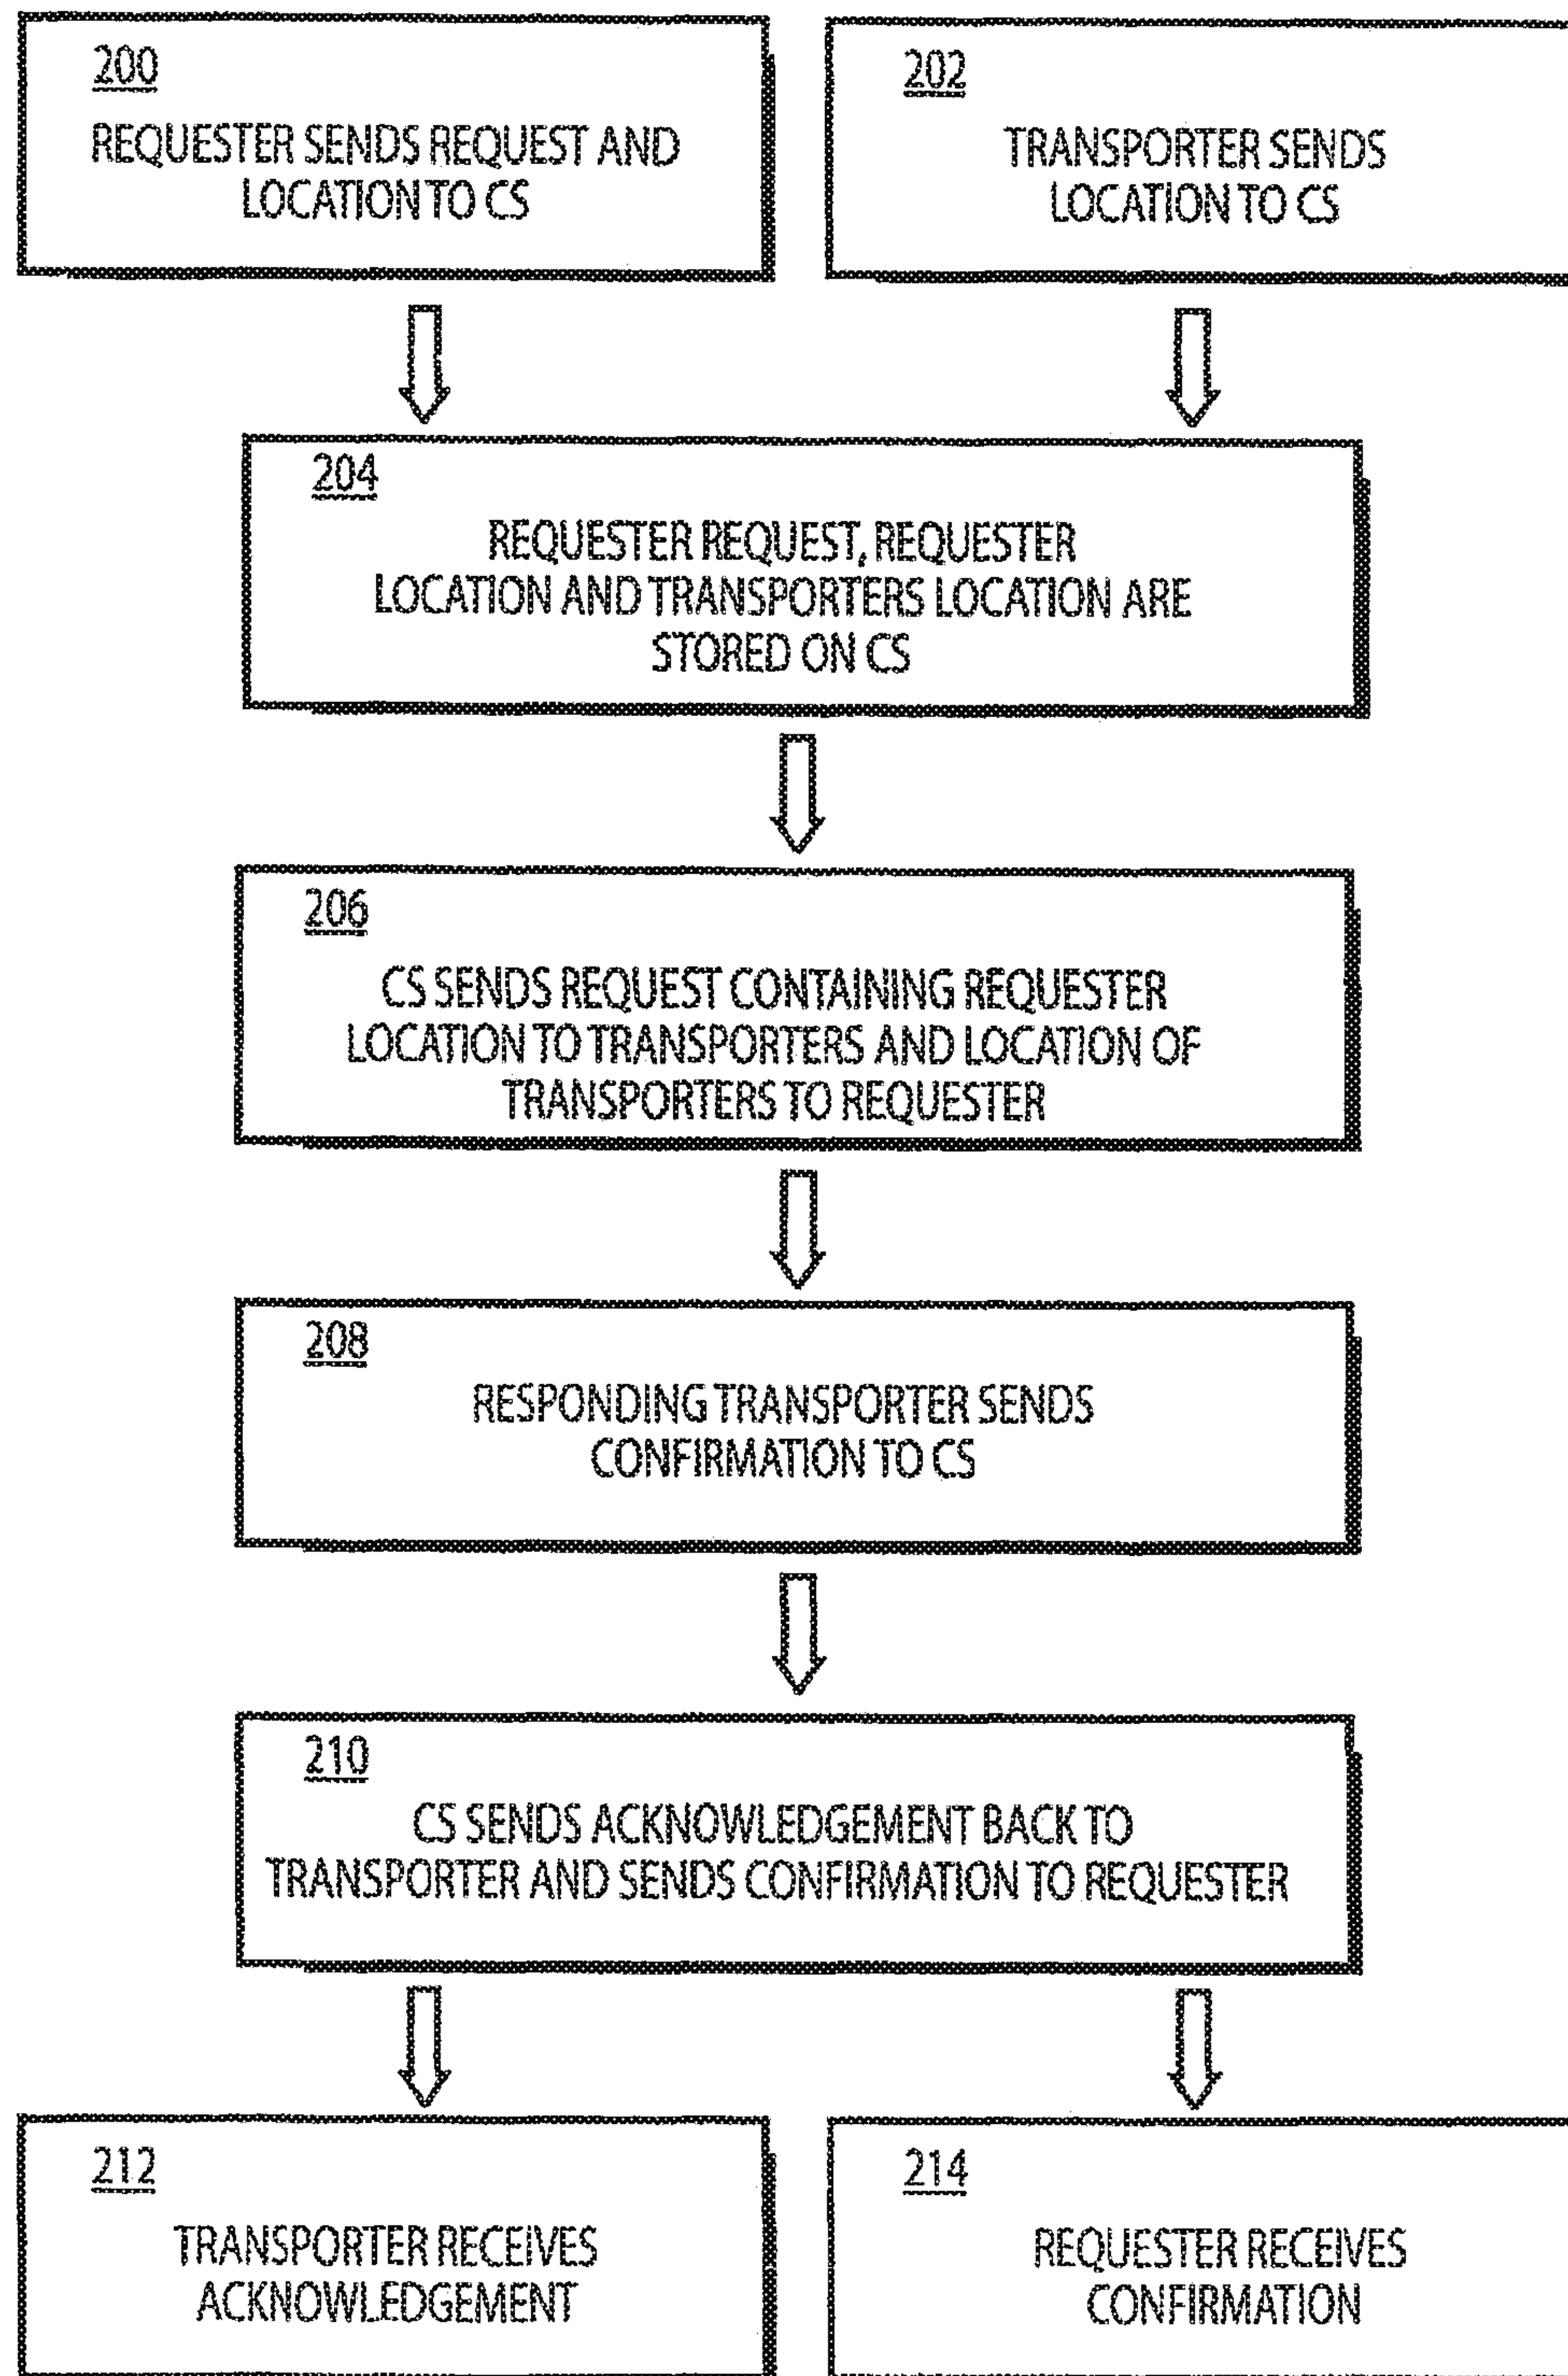 200
REQUESTER SENDS REQUEST AND
LOCATION TO CS
202
TRANSPORTER SENDS
LOCATION TO CS
204
REQUESTER REQUEST, REQUESTER
LOCATION AND TRANSPORTERS LOCATION ARE
STORED ON CS
206
CS SENDS REQUEST CONTAINING REQUESTER
LOCATION TO TRANSPORTERS AND LOCATION OF
TRANSPORTERS TO REQUESTER
208
RESPONDING TRANSPORTER SENDS
CONFIRMATION TO CS
210
CS SENDS ACKNOWLEDGEMENT BACK TO
TRANSPORTER AND SENDS CONFIRMATION TO REQUESTER
212
TRANSPORTER RECEIVES
ACKNOWLEDGEMENT
214
REQUESTER RECEIVES
CONFIRMATION